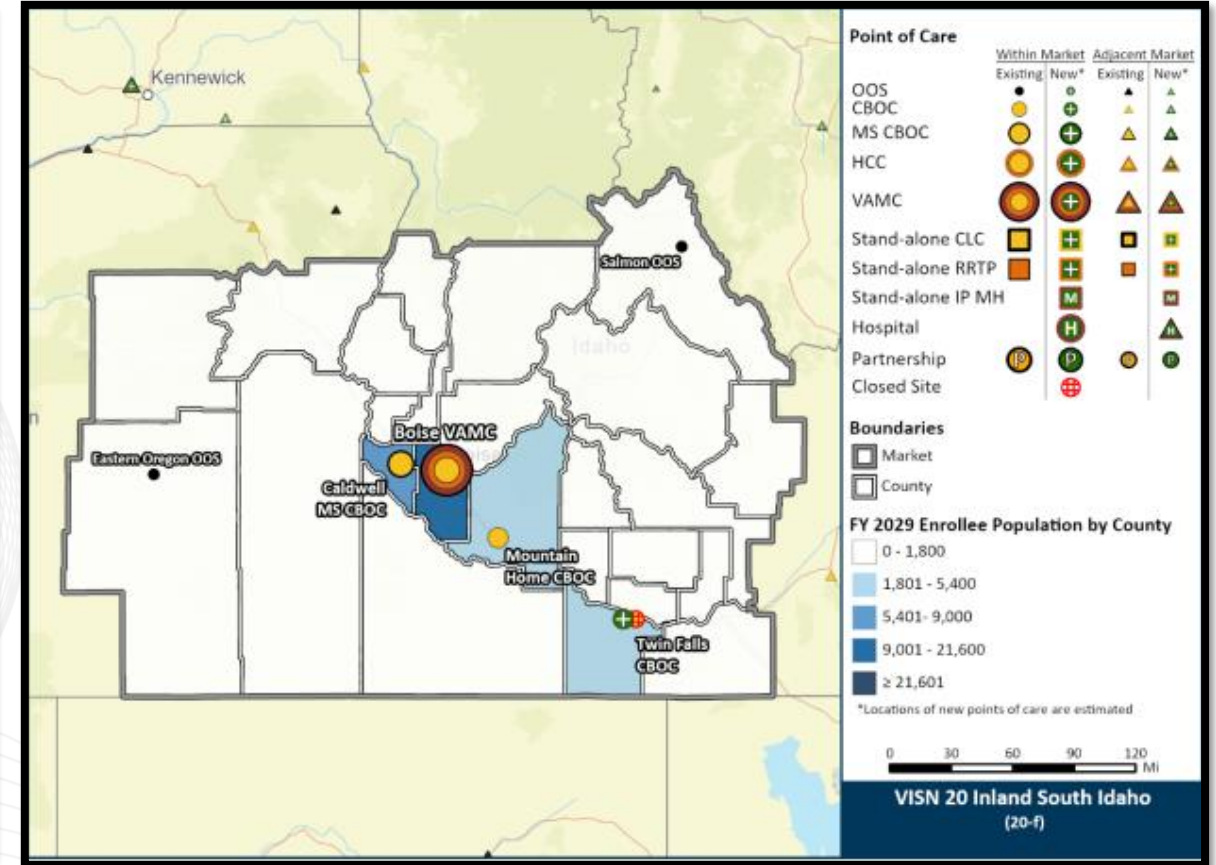 Kennewick
Salmon OOS
Idaho
Boise VAMC
Eastern Oregon OOS
Caldwell
MS CBOC
Mountain
Home CBOC
Twin Falls
CBOC
Point of Care
Within Market Adjacent Market
Existing New* Existing New*
OOS
CBOC
MS CBOC
HCC
VAMC
Stand-alone CLC
Stand-alone RRTP
Stand-alone IP MH
M M
Hospital
H H
Partnership
P P P P
Closed Site
Boundaries
Market
County
FY 2029 Enrollee Population by County
0 - 1,800
1,801 - 5,400
5,401- 9,000
9,001 - 21,600
≥ 21,601
*Locations of new points of care are estimated
0 30 60 90 120
Mi
VISN 20 Inland South Idaho
(20-f)